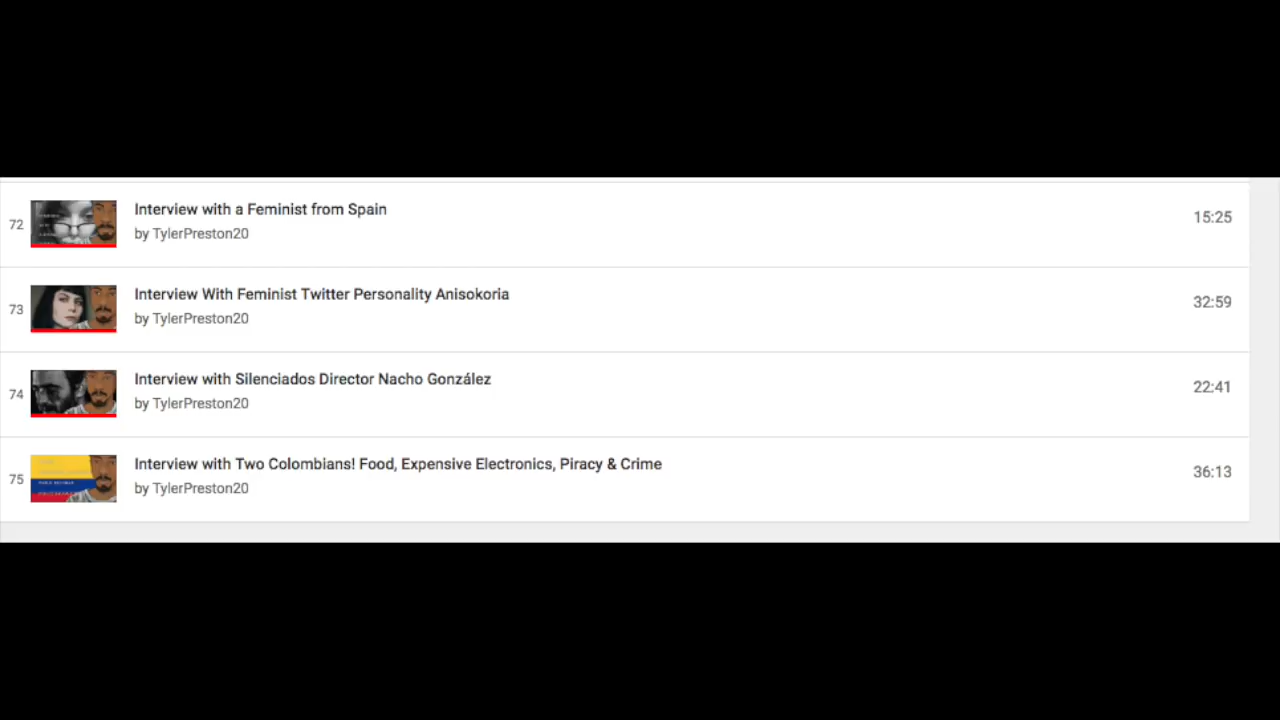 72
Interview with a Feminist from Spain
by TylerPreston20
15:25
73
Interview With Feminist Twitter Personality Anisokoria
by TylerPreston20
32:59
74
Interview with Silenciados Director Nacho González
by TylerPreston20
22:41
75
Interview with Two Colombians! Food, Expensive Electronics, Piracy & Crime
by TylerPreston20
36:13